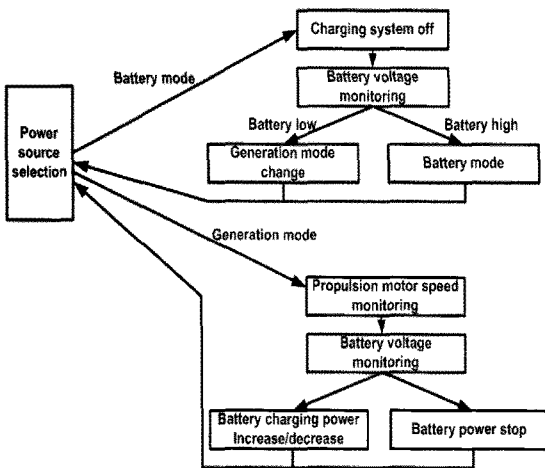 Charging system off
Battery mode
Battery voltage
monitoring
Power
source
selection
Battery low
Battery high
Generation mode
change
Battery mode
Generation mode
Propulsion motor speed
monitoring
Battery voltage
monitoring
Battery charging power
Increase/decrease
Battery power stop